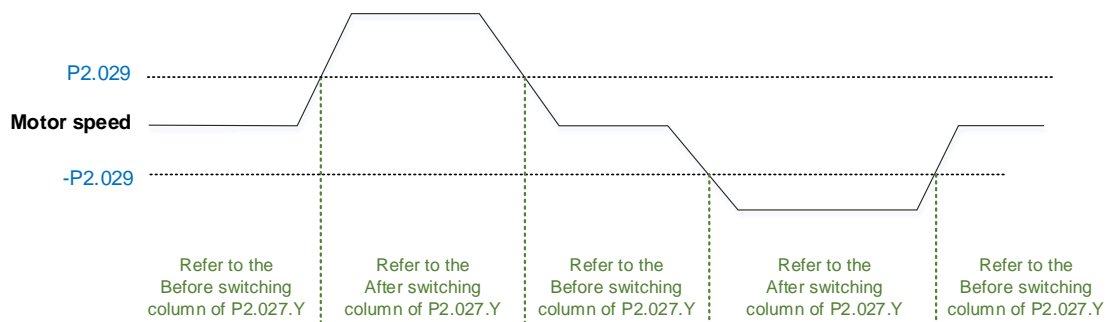 P2.029
Motor speed
-P2.029
Refer to the
Before switching
column of P2.027.Y
Refer to the
After switching
column of P2.027.Y
Refer to the
Before switching
column of P2.027.Y
Refer to the
After switching
column of P2.027.Y
Refer to the
Before switching
column of P2.027.Y